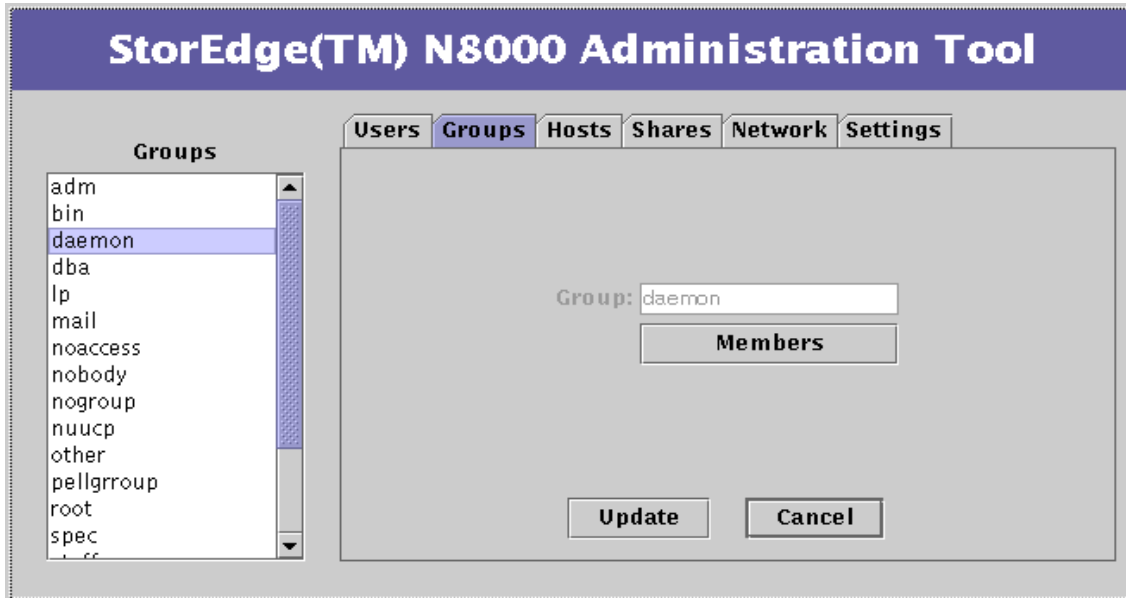 StorEdge(TM) N8000 Administration Tool
Users Groups Hosts Shares Network Settings
Groups
adm
bin
daemon
dba
lp
mail
noaccess
nobody
nogroup
nuucp
other
pellgrroup
root
spec
Group: daemon
Members
Update Cancel